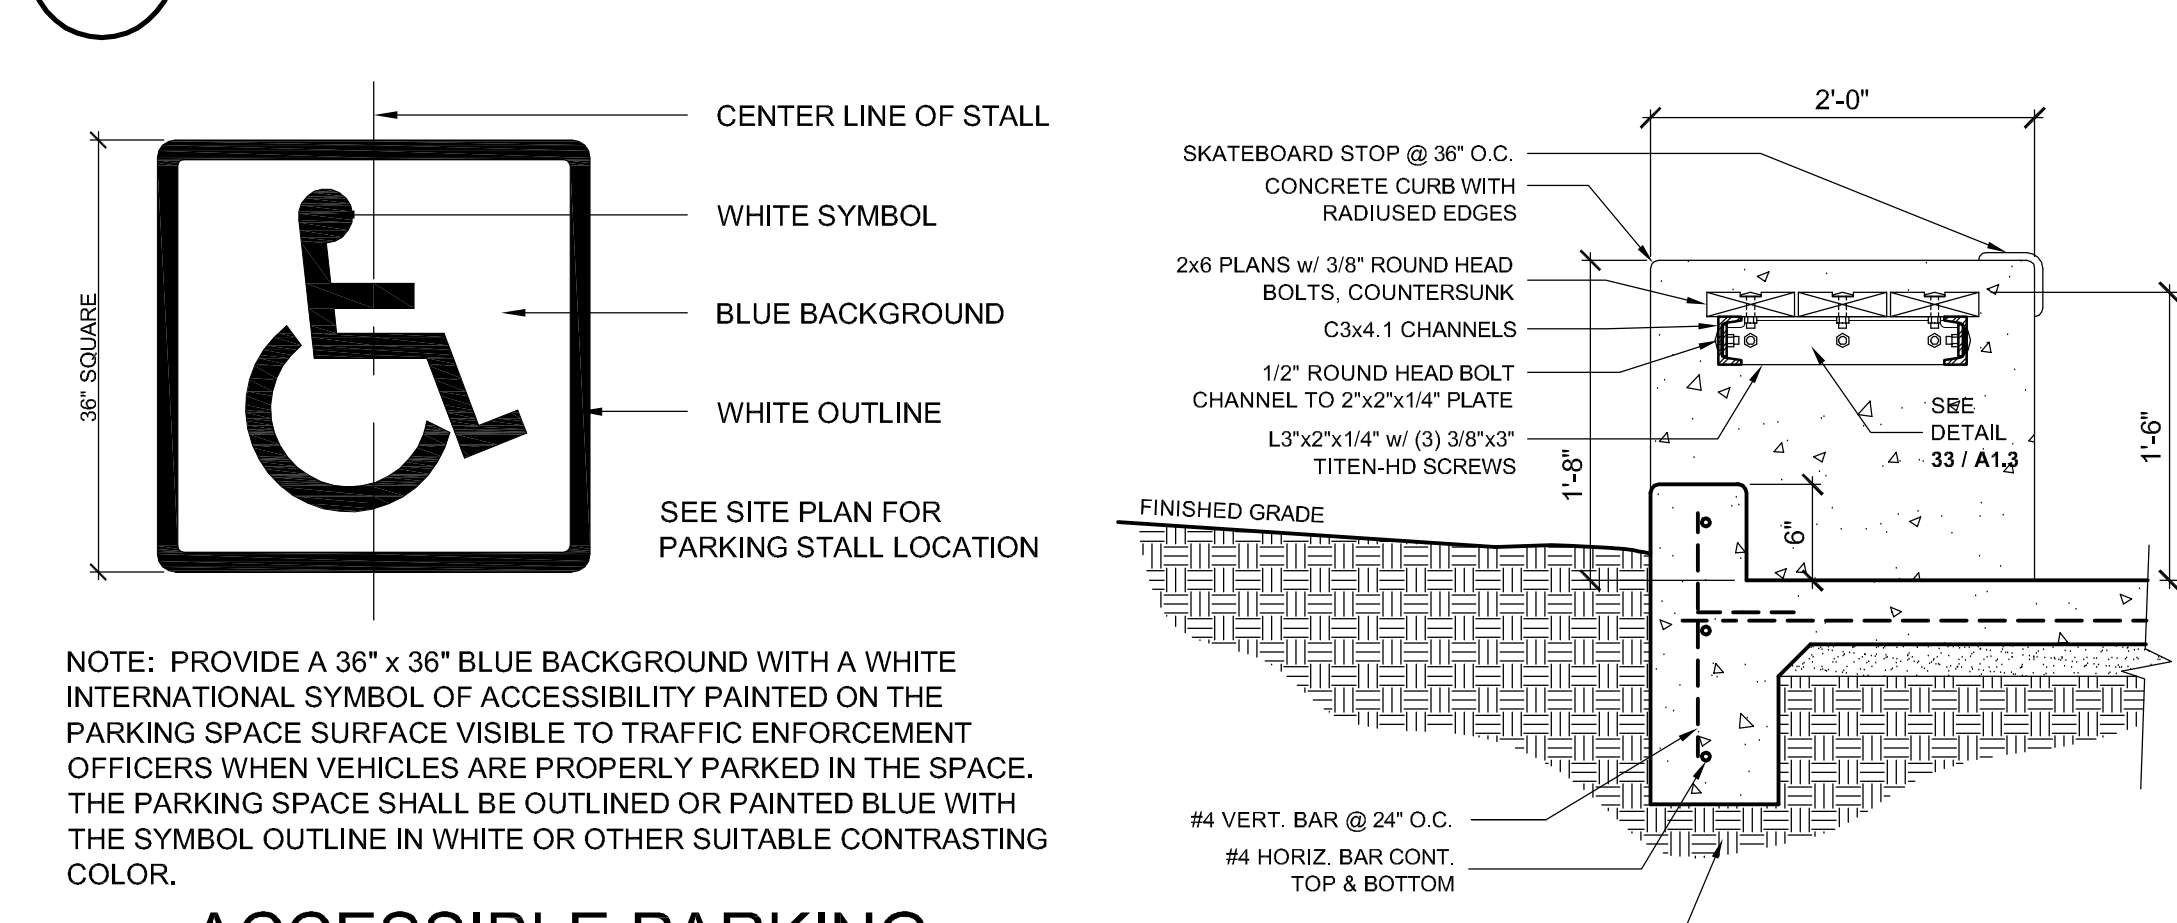 CENTER LINE OF STALL
WHITE SYMBOL
BLUE BACKGROUND
WHITE OUTLINE
36" SQUARE
SEE SITE PLAN FOR
PARKING STALL LOCATION
NOTE: PROVIDE A 36" x 36" BLUE BACKGROUND WITH A WHITE
INTERNATIONAL SYMBOL OF ACCESSIBILITY PAINTED ON THE
PARKING SPACE SURFACE VISIBLE TO TRAFFIC ENFORCEMENT
OFFICERS WHEN VEHICLES ARE PROPERLY PARKED IN THE SPACE.
THE PARKING SPACE SHALL BE OUTLINED OR PAINTED BLUE WITH
THE SYMBOL OUTLINE IN WHITE OR OTHER SUITABLE CONTRASTING
COLOR.
ACCESSIBLE PARKING
2'-0"
SKATEBOARD STOP @ 36" O.C.
CONCRETE CURB WITH
RADIUSED EDGES
2x6 PLANS w/ 3/8" ROUND HEAD
BOLTS, COUNTERSUNK
C3x4.1 CHANNELS
1/2" ROUND HEAD BOLT
CHANNEL TO 2"x2"x1/4" PLATE
L3"x2"x1/4" w/ (3) 3/8"x3"
TITEN-HD SCREWS
SEE
DETAIL
33 / A1.3
1'-8"
1'-6"
6"
FINISHED GRADE
#4 VERT. BAR @ 24" O.C.
#4 HORIZ. BAR CONT.
TOP & BOTTOM